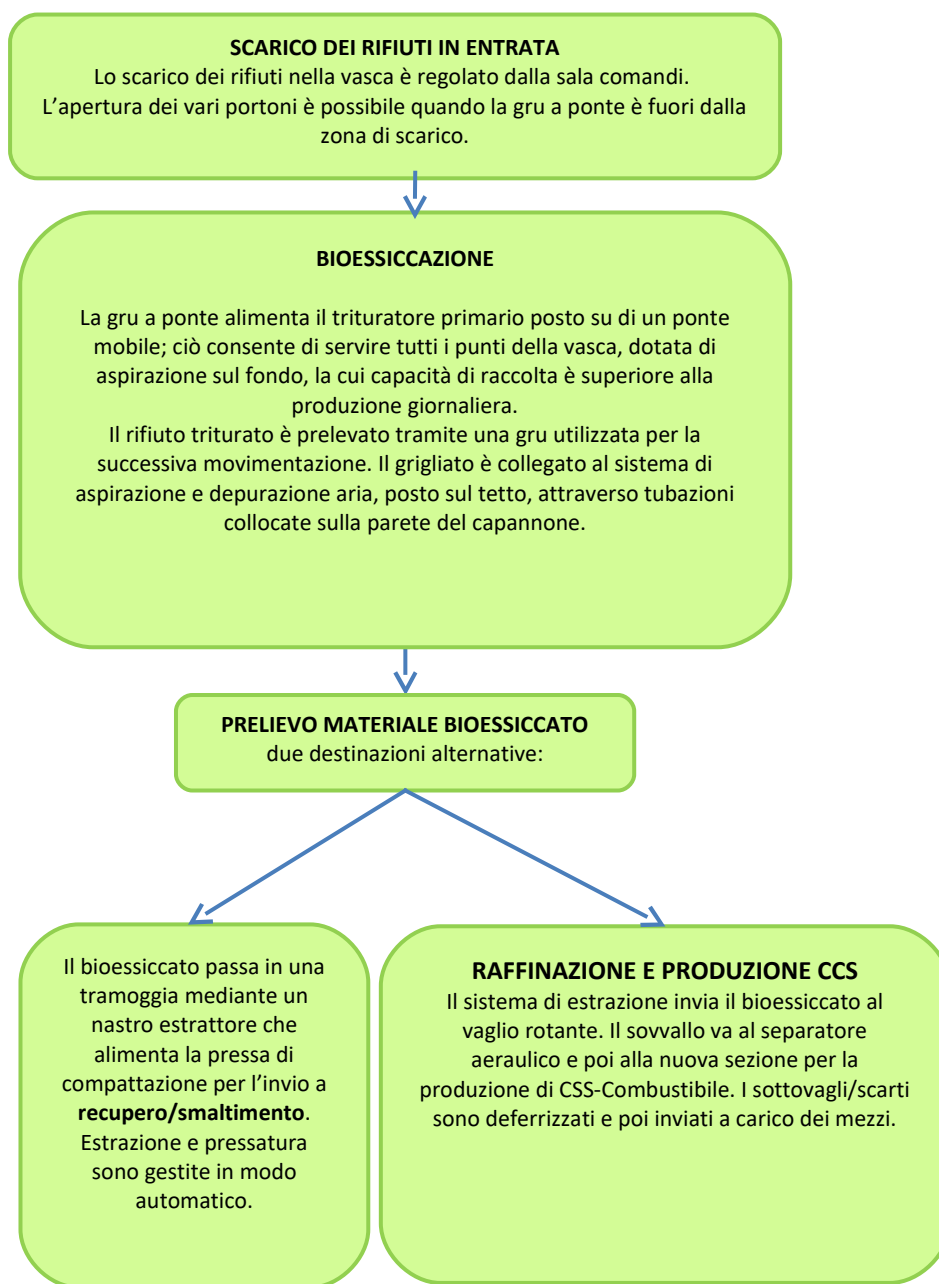 SCARICO DEI RIFIUTI IN ENTRATA
Lo scarico dei rifiuti nella vasca è regolato dalla sala comandi.
L’apertura dei vari portoni è possibile quando la gru a ponte è fuori dalla
zona di scarico.
BIOESSICCAZIONE
La gru a ponte alimenta il trituratore primario posto su di un ponte
mobile; ciò consente di servire tutti i punti della vasca, dotata di
aspirazione sul fondo, la cui capacità di raccolta è superiore alla
produzione giornaliera.
Il rifiuto triturato è prelevato tramite una gru utilizzata per la
successiva movimentazione. Il grigliato è collegato al sistema di
aspirazione e depurazione aria, posto sul tetto, attraverso tubazioni
collocate sulla parete del capannone.
PRELIEVO MATERIALE BIOESSICCATO
due destinazioni alternative:
Il bioessiccato passa in una
tramoggia mediante un
nastro estrattore che
alimenta la pressa di
compattazione per l’invio a
recupero/smaltimento.
Estrazione e pressatura
sono gestite in modo
automatico.
RAFFINAZIONE E PRODUZIONE CCS
Il sistema di estrazione invia il bioessiccato al
vaglio rotante. Il sovvallo va al separatore
aeraulico e poi alla nuova sezione per la
produzione di CSS-Combustibile. I sottovagli/scarti
sono deferrizzati e poi inviati a carico dei mezzi.